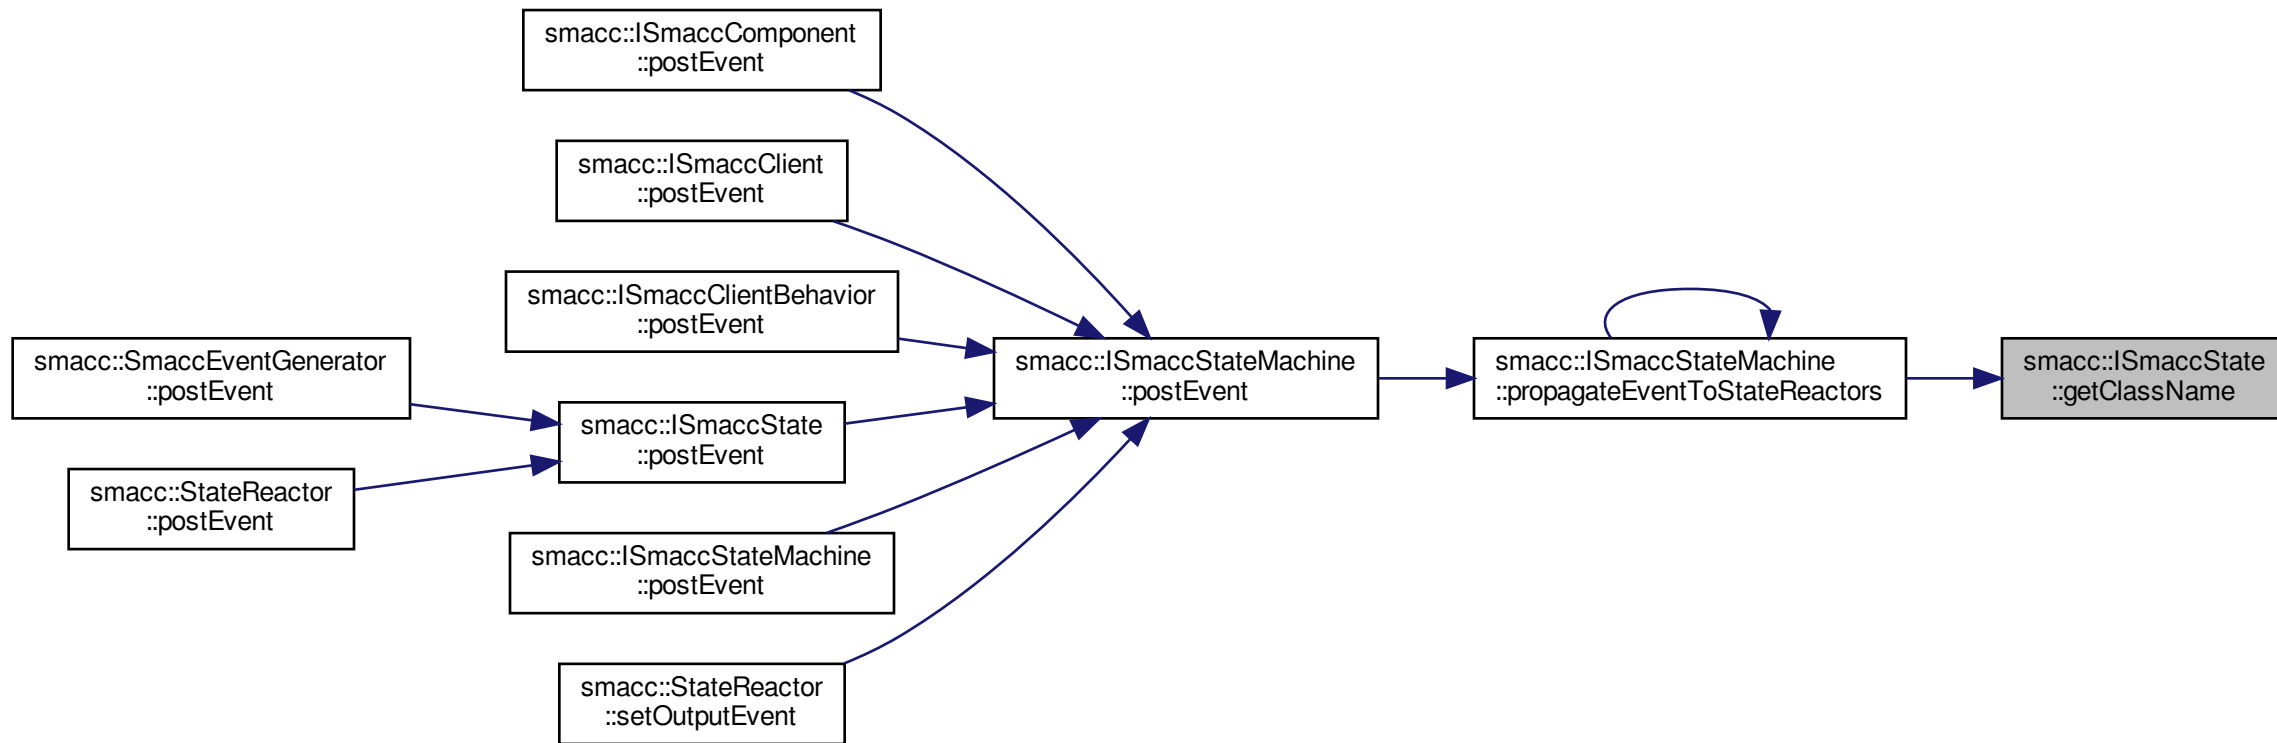 smacc::ISmaccComponent
::postEvent
smacc::ISmaccClient
::postEvent
smacc::ISmaccClientBehavior
::postEvent
smacc::SmaccEventGenerator
::postEvent
smacc::ISmaccStateMachine
::postEvent
smacc::ISmaccStateMachine
::propagateEventToStateReactors
smacc::ISmaccState
::getClassName
smacc::ISmaccState
::postEvent
smacc::StateReactor
::postEvent
smacc::ISmaccStateMachine
::postEvent
smacc::StateReactor
::setOutputEvent